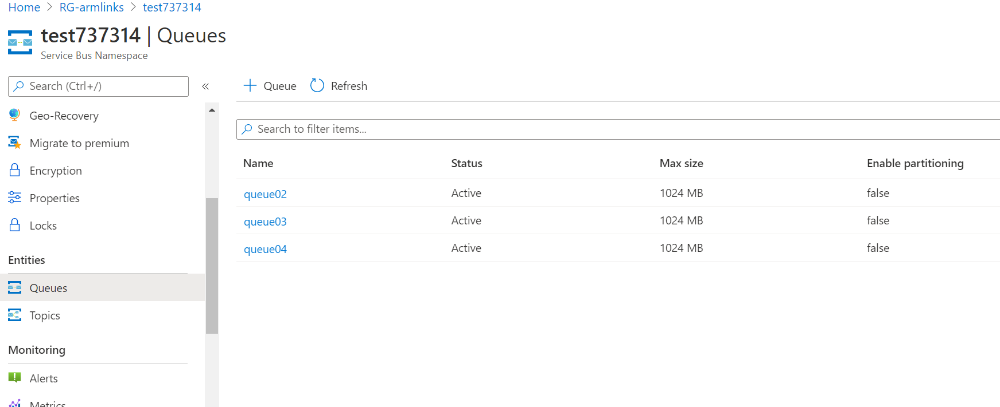 Home > RG-armlinks > test737314
test737314 | Queues
Service Bus Namespace
Search (Ctrl+/)
«
Geo-Recovery
Migrate to premium
Encryption
Properties
Locks
Entities
Queues
Topics
Monitoring
Alerts
Metrics
+ Queue Refresh
Search to filter items...
Name Status Max size Enable partitioning
queue02 Active 1024 MB false
queue03 Active 1024 MB false
queue04 Active 1024 MB false